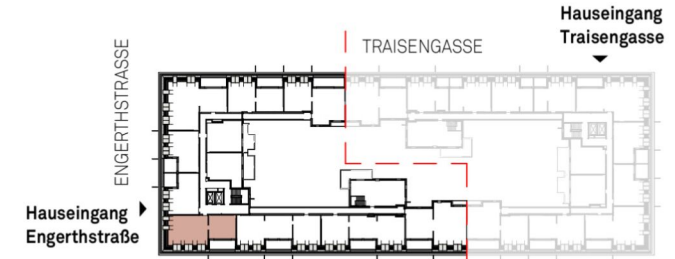 Hauseingang
Traisengasse
TRAISENGASSE
ENGERTHSTRASSE
Hauseingang
Engerthstraße